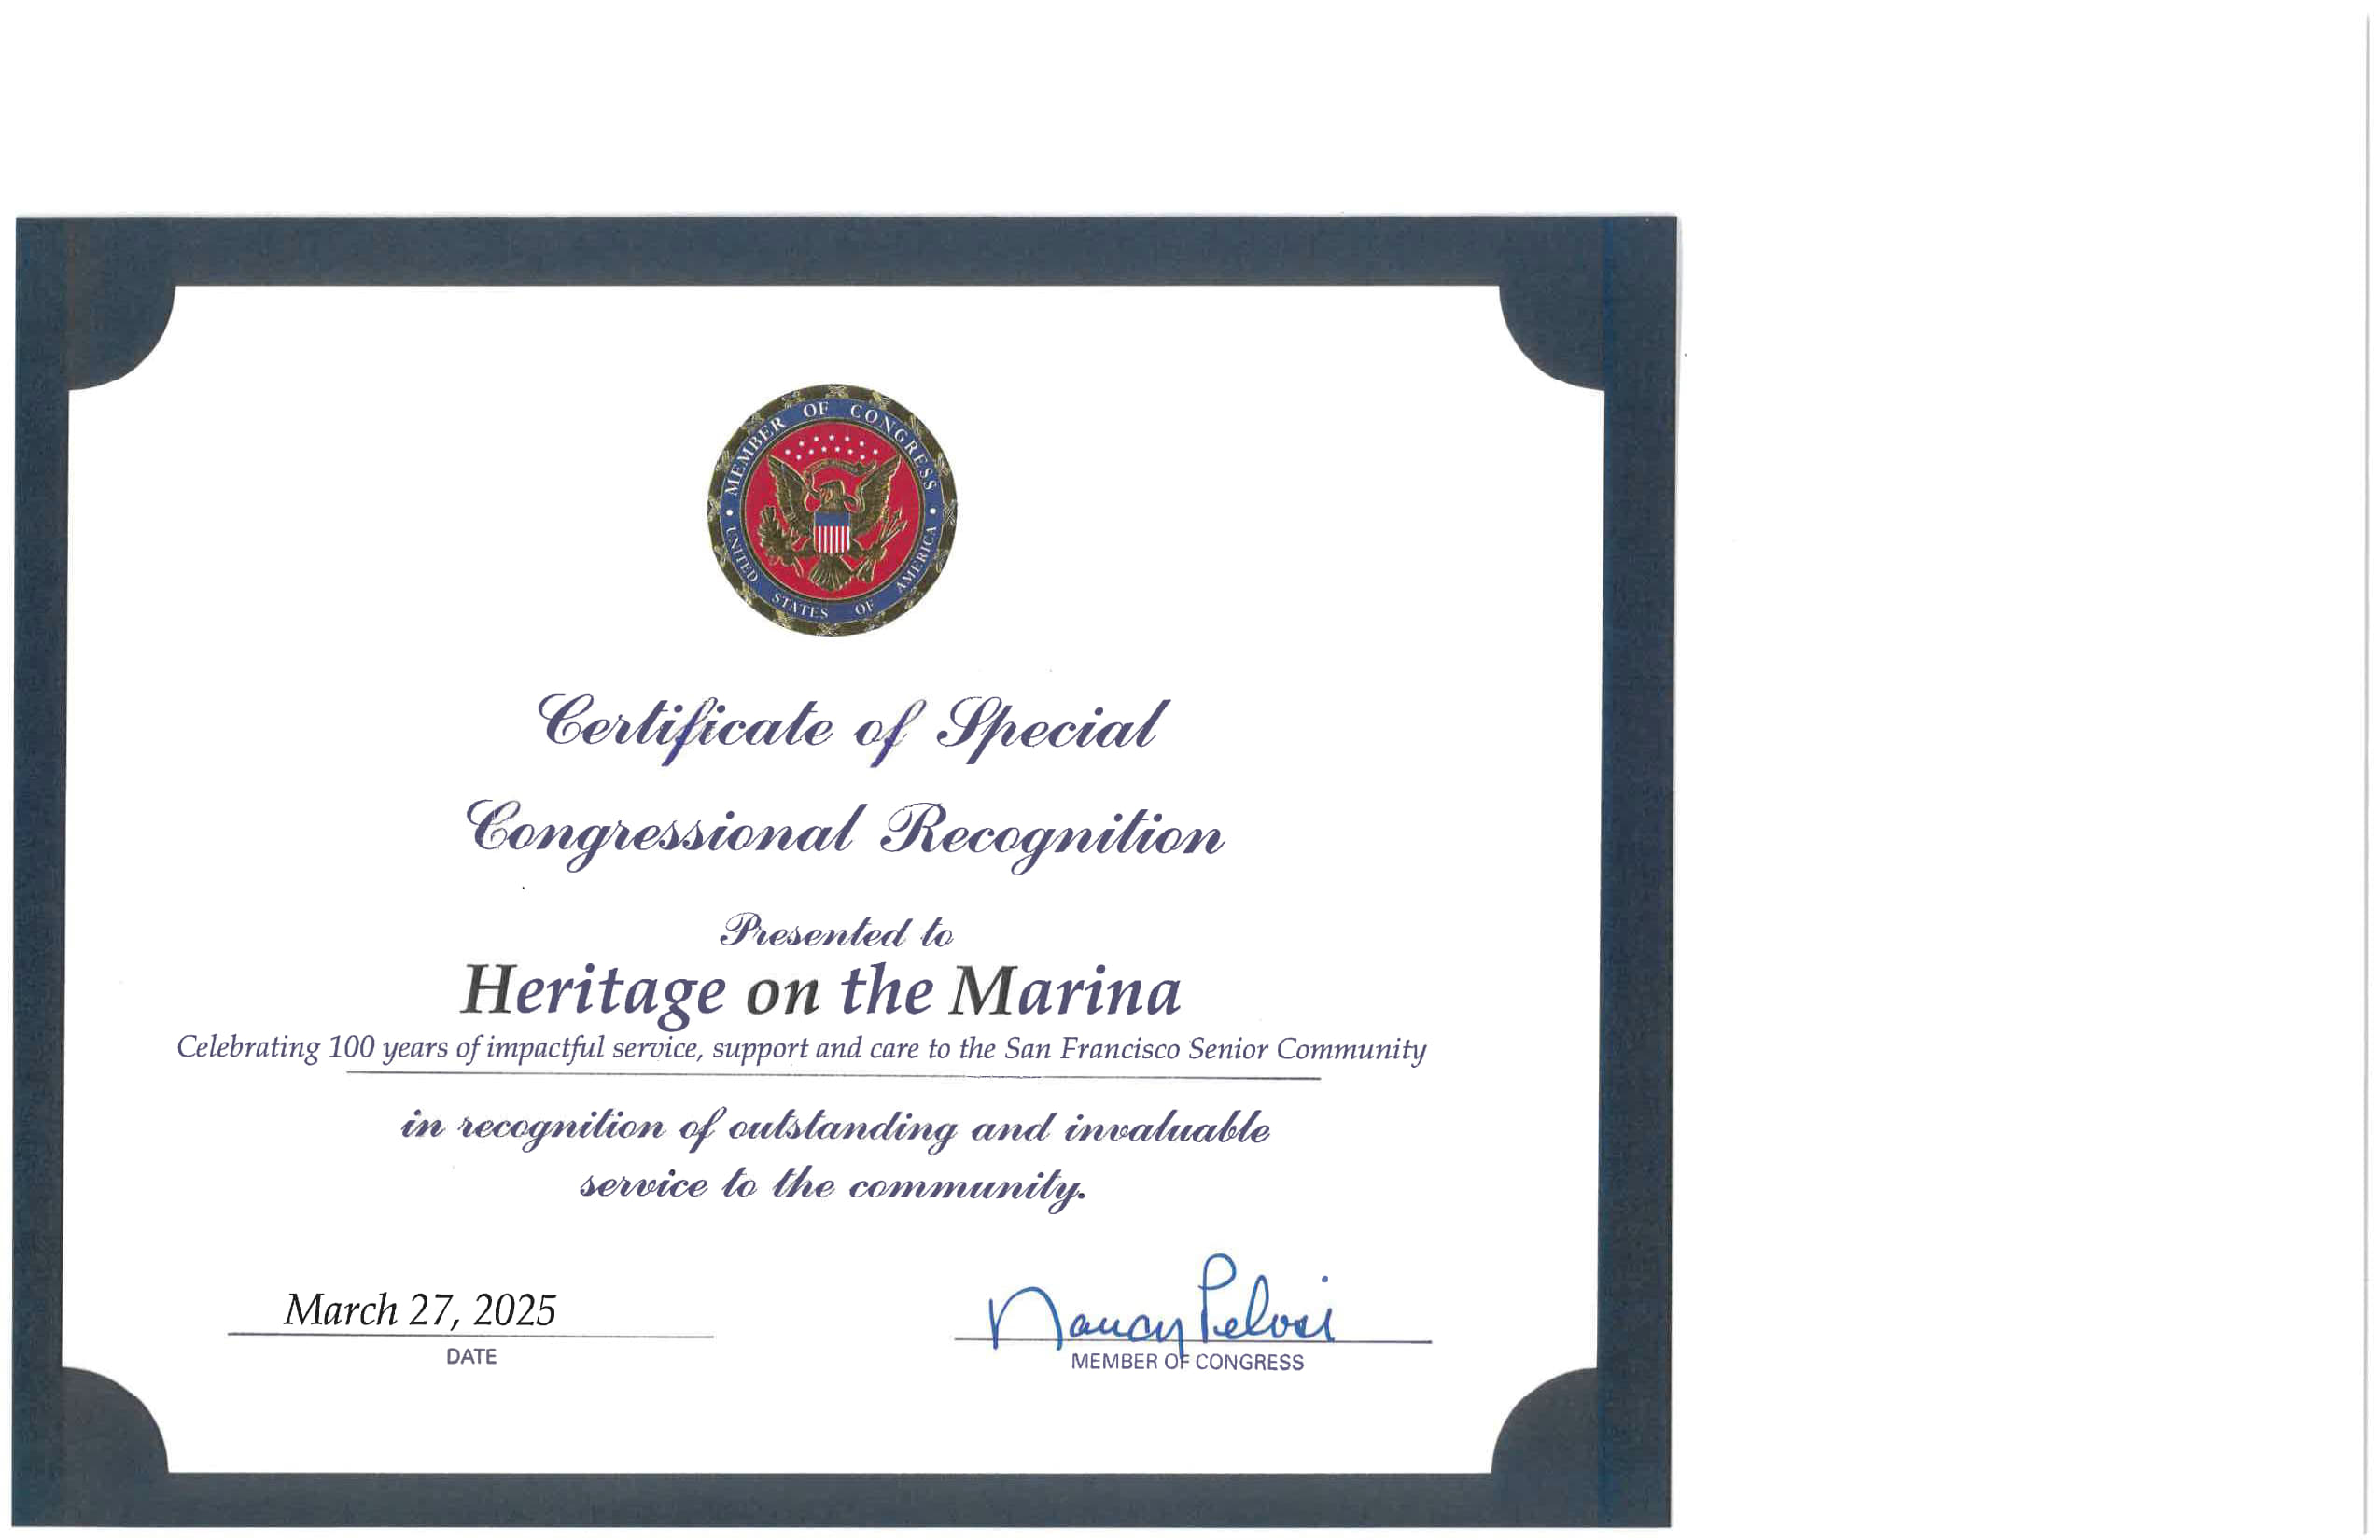 MEMBER OF CONGRESS
UNITED STATES OF AMERICA
Certificate of Special
Congressional Recognition
Presented to
Heritage on the Marina
Celebrating 100 years of impactful service, support and care to the San Francisco Senior Community
in recognition of outstanding and invaluable
service to the community.
March 27, 2025
DATE
Nancy Pelosi
MEMBER OF CONGRESS